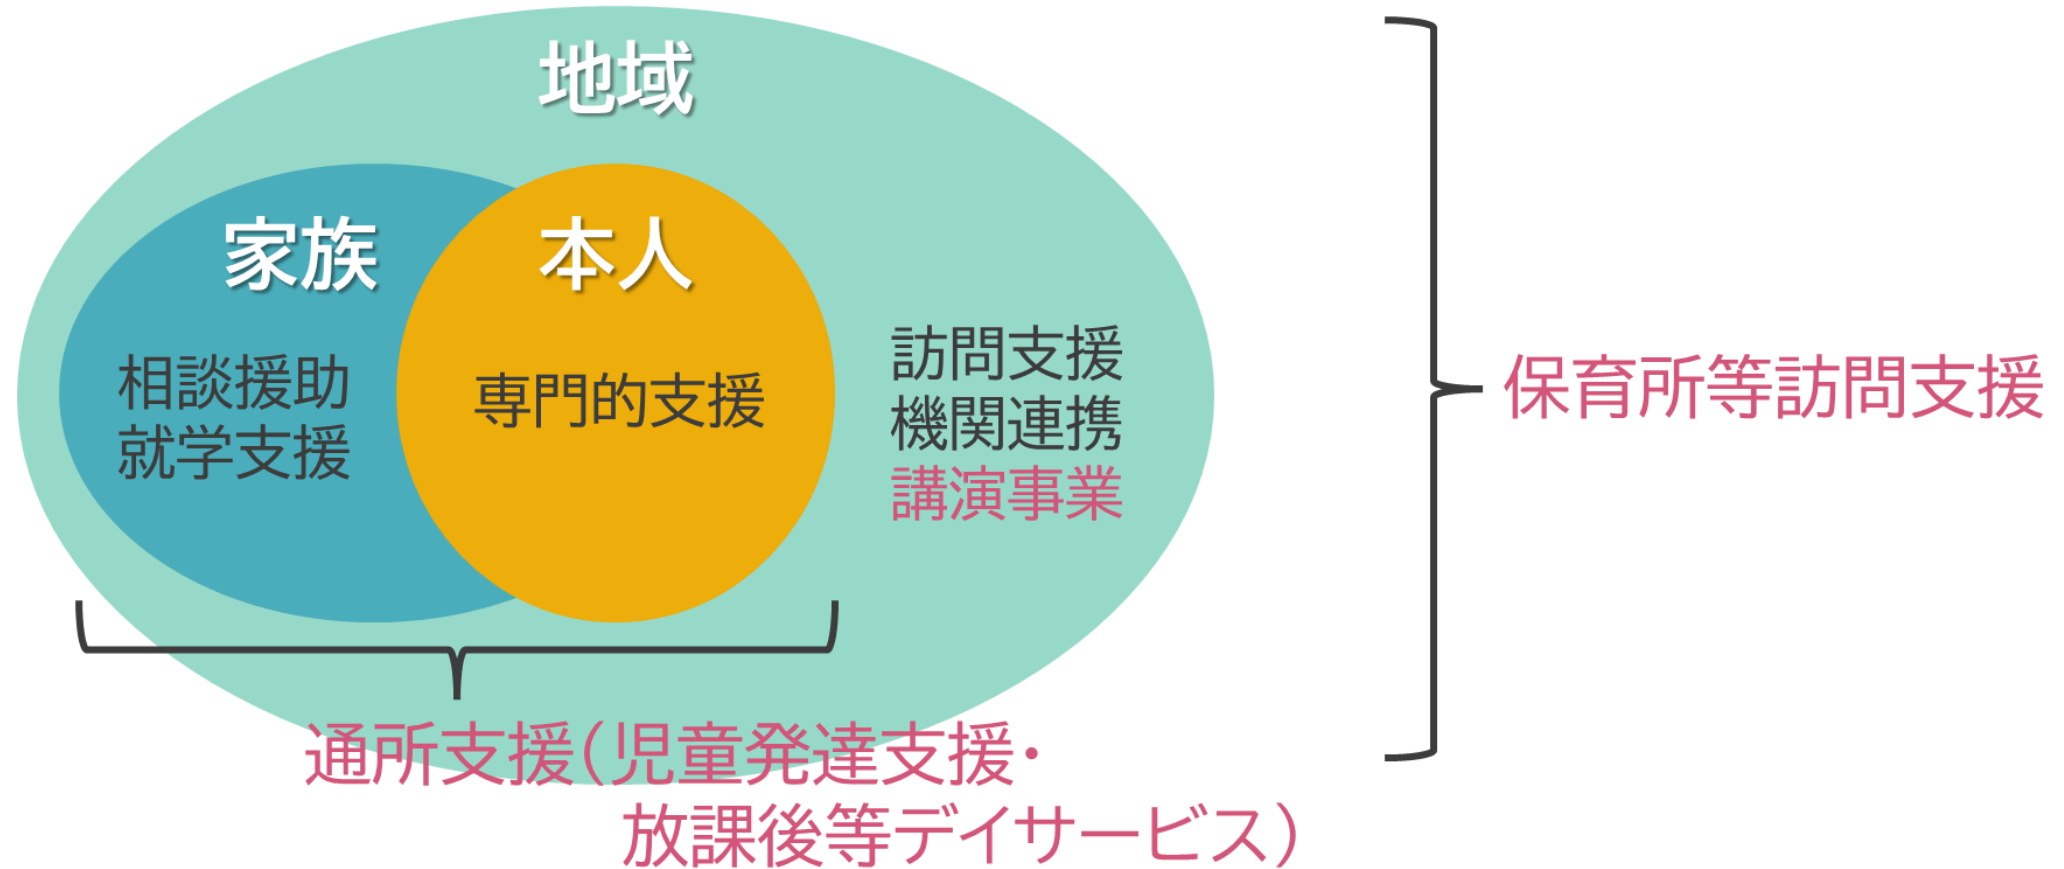 地域
家族
本人
相談援助
就学支援
専門的支援
訪問支援
機関連携
講演事業
保育所等訪問支援
通所支援（児童発達支援・
放課後等デイサービス）